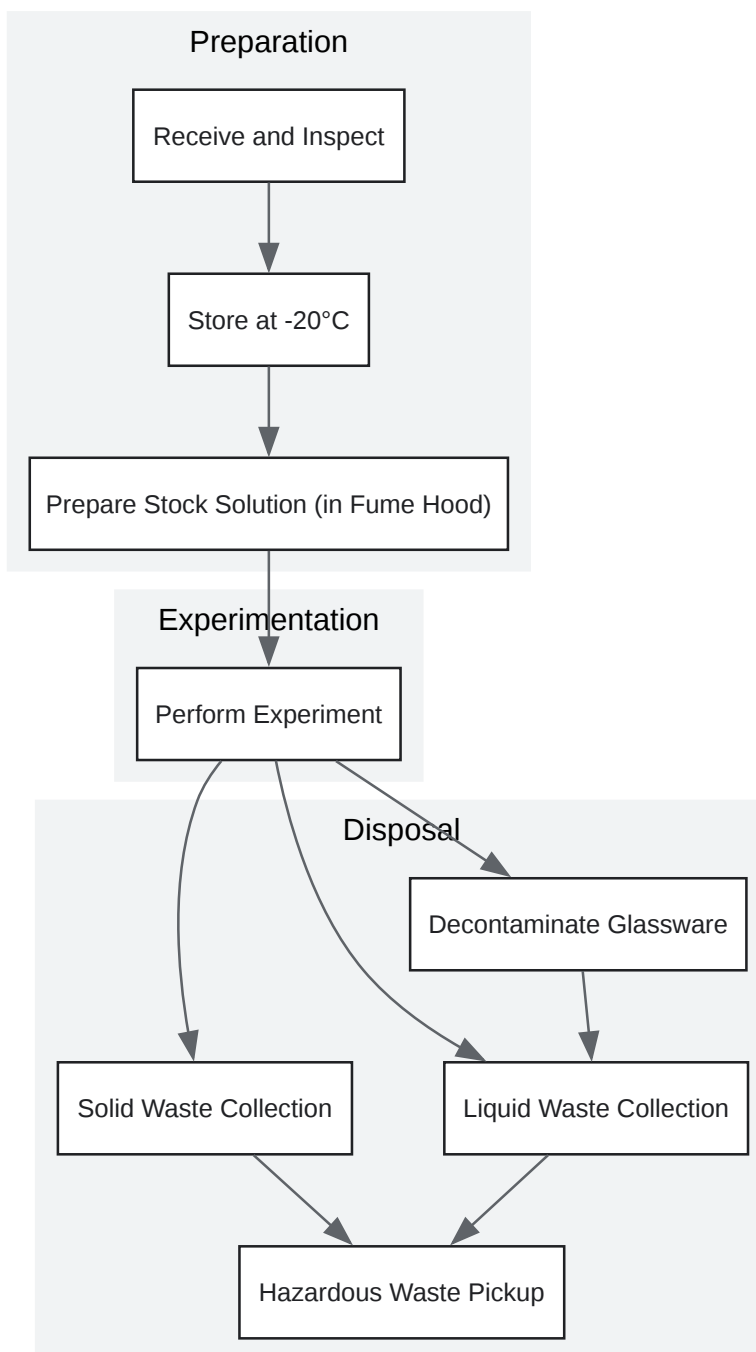 Preparation
Receive and Inspect
Store at -20°C
Prepare Stock Solution (in Fume Hood)
Experimentation
Perform Experiment
Disposal
Decontaminate Glassware
Solid Waste Collection
Liquid Waste Collection
Hazardous Waste Pickup